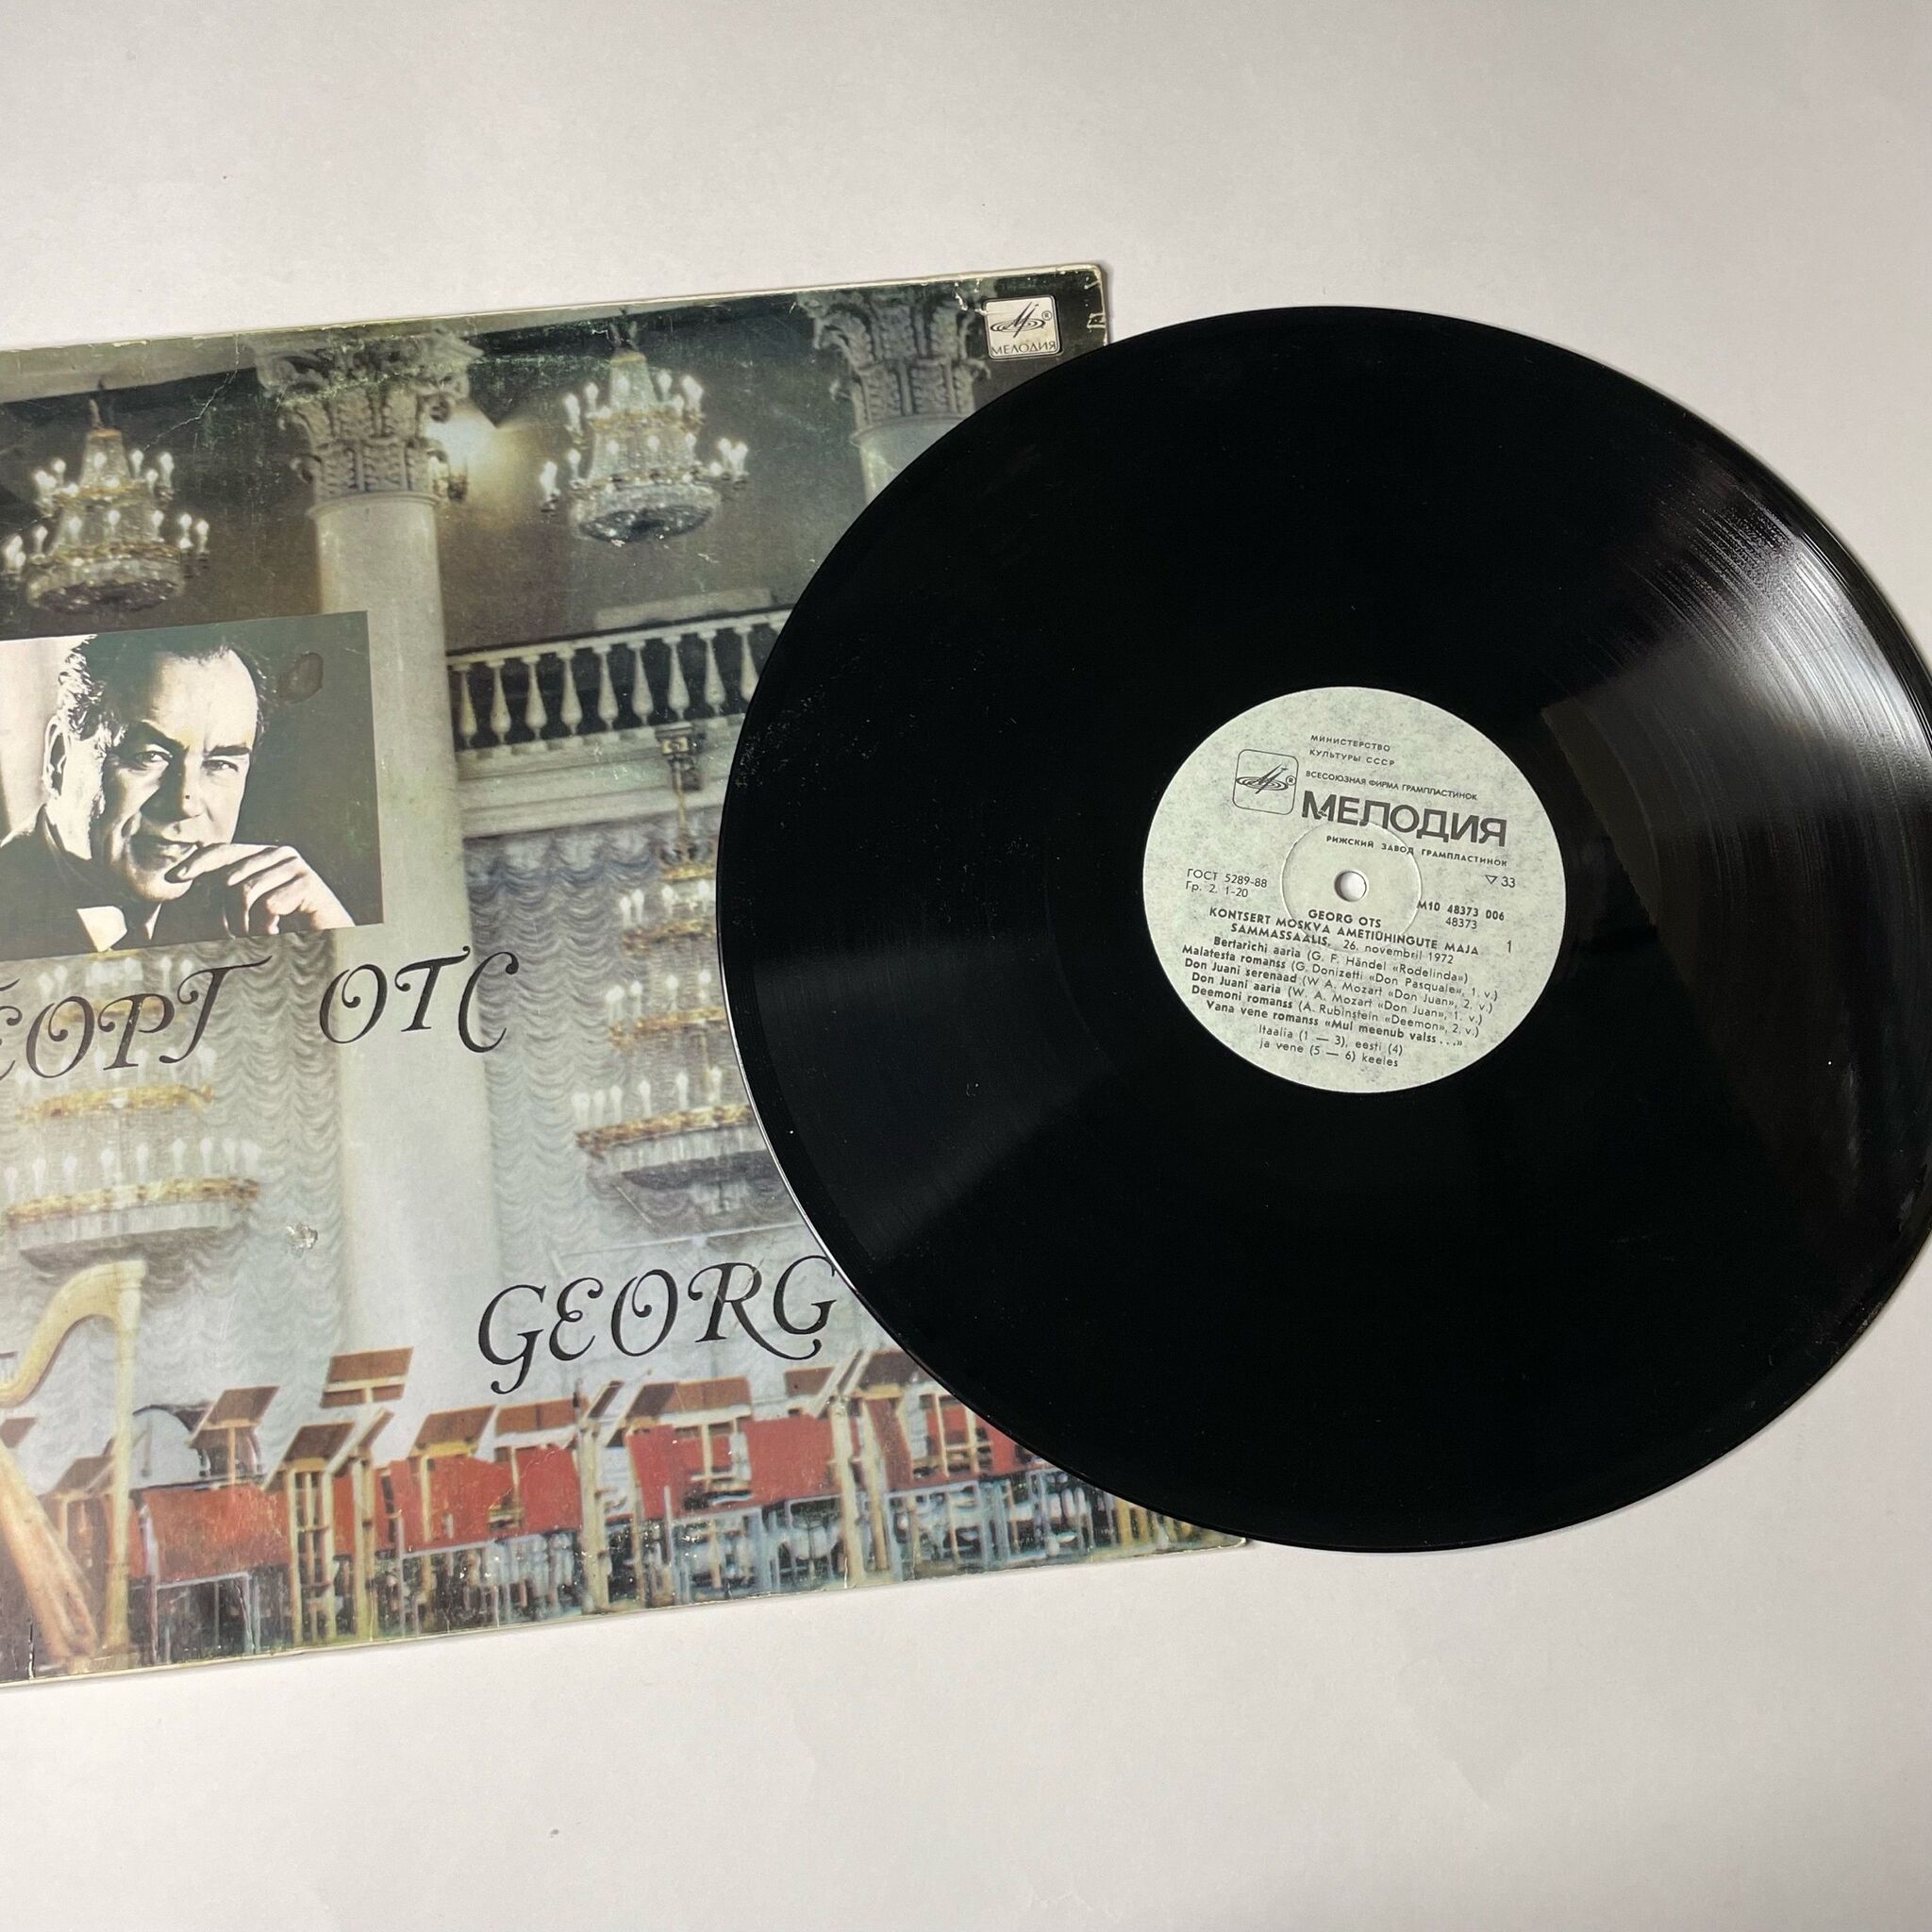 МЕЛОДИЯ
ЕОРГ ОТС
GEORG
МИНИСТЕРСТВО
КУЛЬТУРЫ СССР
ВСЕСОЮЗНАЯ ФИРМА ГРАМПЛАСТИНОК
МЕЛОДИЯ
РИЖСКИЙ ЗАВОД ГРАМПЛАСТИНОК
ГОСТ 5289-88
Гр. 2. 1-20
▽ 33
М10 48373 006
48373
1
GEORG OTS
KONTSERT MOSKVA AMETIÜHINGUTE MAJA
SAMMASSAALIS, 26. novembril 1972
Bertarichi aaria (G. F. Händel «Rodelinda»)
Malatesta romanss (G. Donizetti «Don Pasquale», 1. v.)
Don Juani serenaad (W. A. Mozart «Don Juan», 2. v.)
Don Juani aaria (W. A. Mozart «Don Juan», 1. v.)
Deemoni romanss (A. Rubinstein «Deemon», 2. v.)
Vana vene romanss «Mul meenub valss . . .»
Itaalia (1 — 3), eesti (4)
ja vene (5 — 6) keeles